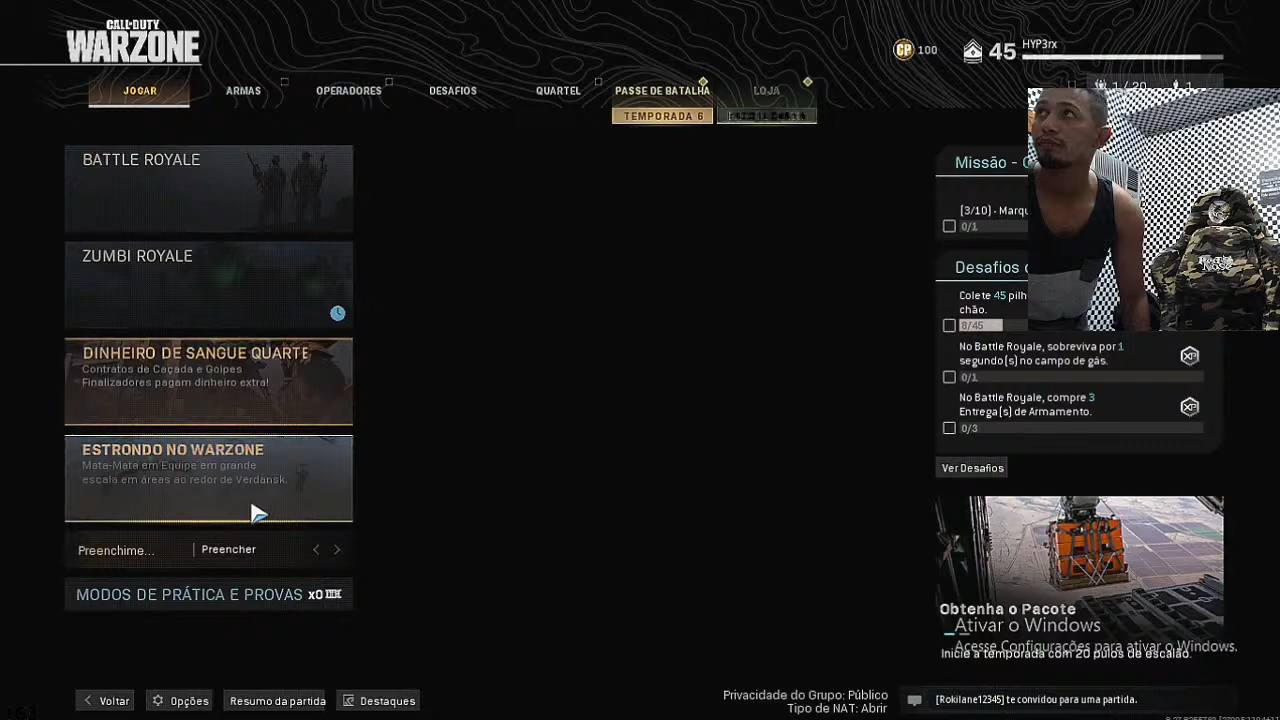 CALL·DUTY
WARZONE
CP 100
45
HYP3rx
JOGAR
ARMAS
OPERADORES
DESAFIOS
QUARTEL
PASSE DE BATALHA
LOJA
TEMPORADA 6
BATTLE ROYALE
ZUMBI ROYALE
DINHEIRO DE SANGUE QUARTE
Contratos de Caçada e Golpes
Finalizadores pagam dinheiro extra!
ESTRONDO NO WARZONE
Mata-Mata em Equipe em grande
escala em áreas ao redor de Verdansk.
Preenchime... Preencher
MODOS DE PRÁTICA E PROVAS x0
Missão -
[3/10] - Marqu
0/1
Desafios
Colete 45 pilh
chão.
8/45
No Battle Royale, sobreviva por 1
segundo(s) no campo de gás.
XP
0/1
No Battle Royale, compre 3
Entrega(s) de Armamento.
XP
0/3
Ver Desafios
Obtenha o Pacote
Ativar o Windows
Acesse Configurações para ativar o Windows.
Inicie a temporada com 20 pulos de escalão.
Voltar
Opções
Resumo da partida
Destaques
Privacidade do Grupo: Público
Tipo de NAT: Abrir
[Rokilane12345] te convidou para uma partida.